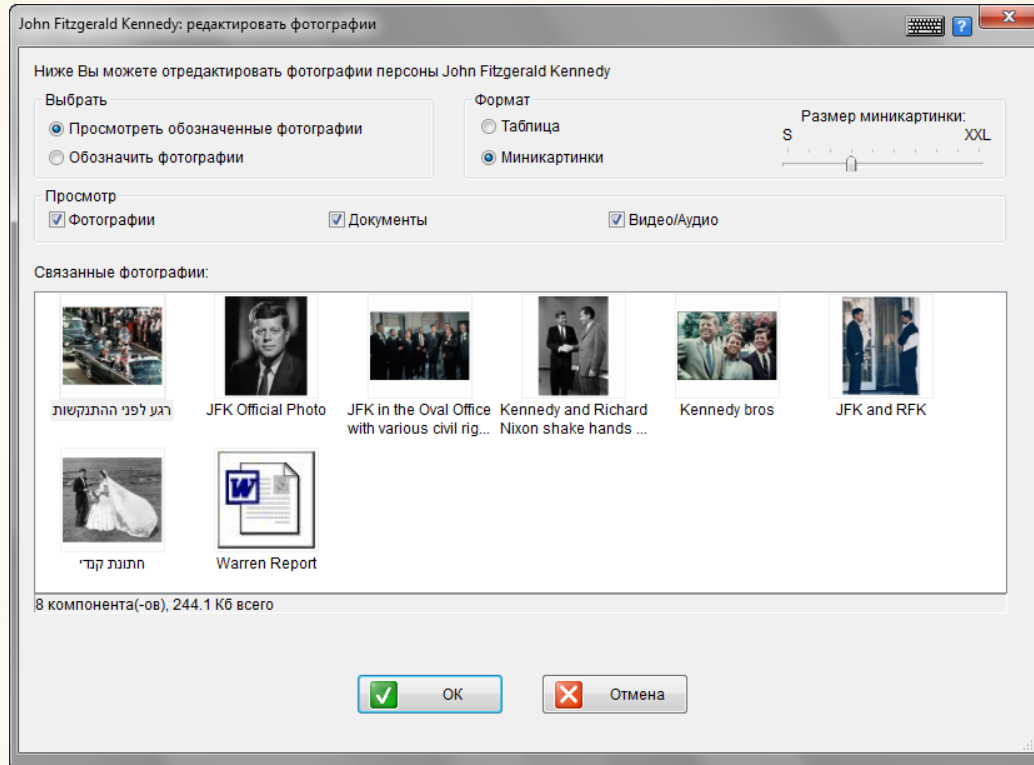 John Fitzgerald Kennedy: редактировать фотографии
Ниже Вы можете отредактировать фотографии персоны John Fitzgerald Kennedy
Выбрать
Просмотреть обозначенные фотографии
Обозначить фотографии
Формат
Таблица
Миникартинки
Размер миникартинки:
S XXL
Просмотр
Фотографии Документы Видео/Аудио
Связанные фотографии:
רגע לפני ההתנקשות
JFK Official Photo
JFK in the Oval Office
with various civil rig...
Kennedy and Richard
Nixon shake hands ...
Kennedy bros
JFK and RFK
חתונת קנדי
W
Warren Report
8 компонента(-ов), 244.1 Кб всего
ОК
Отмена